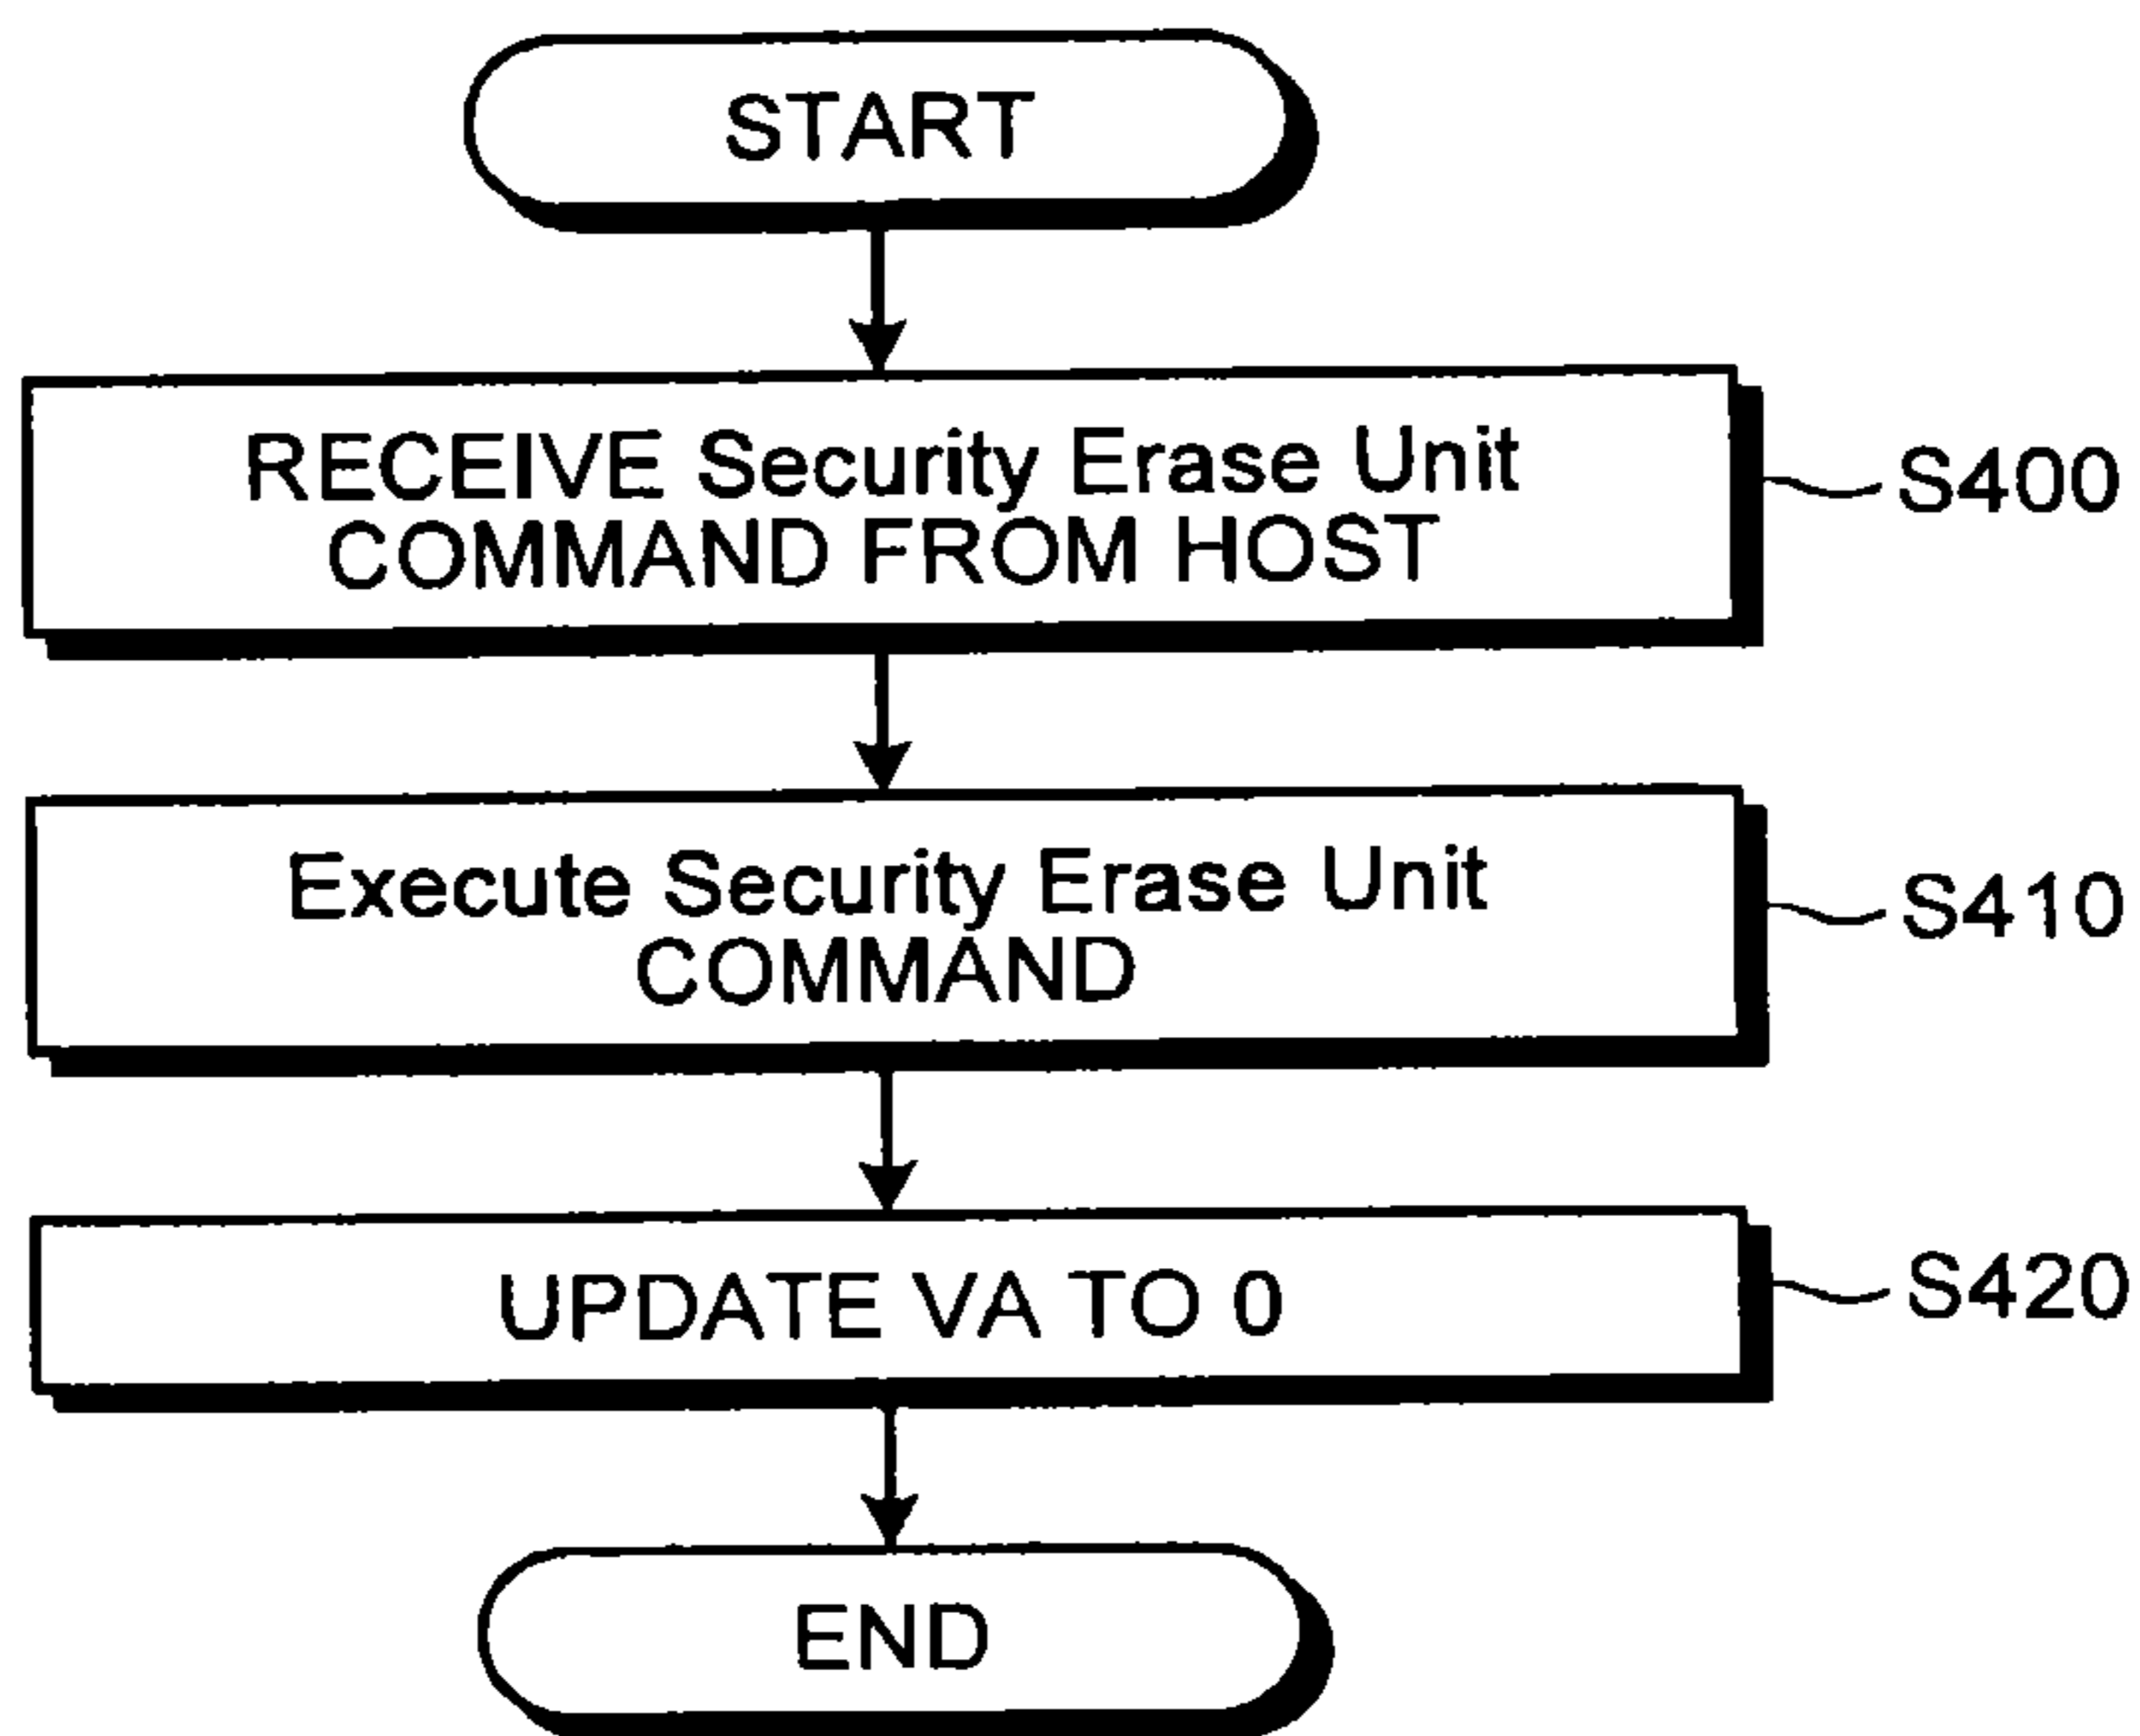 START
RECEIVE Security Erase Unit
COMMAND FROM HOST
S400
Execute Security Erase Unit
COMMAND
S410
UPDATE VA TO 0
S420
END